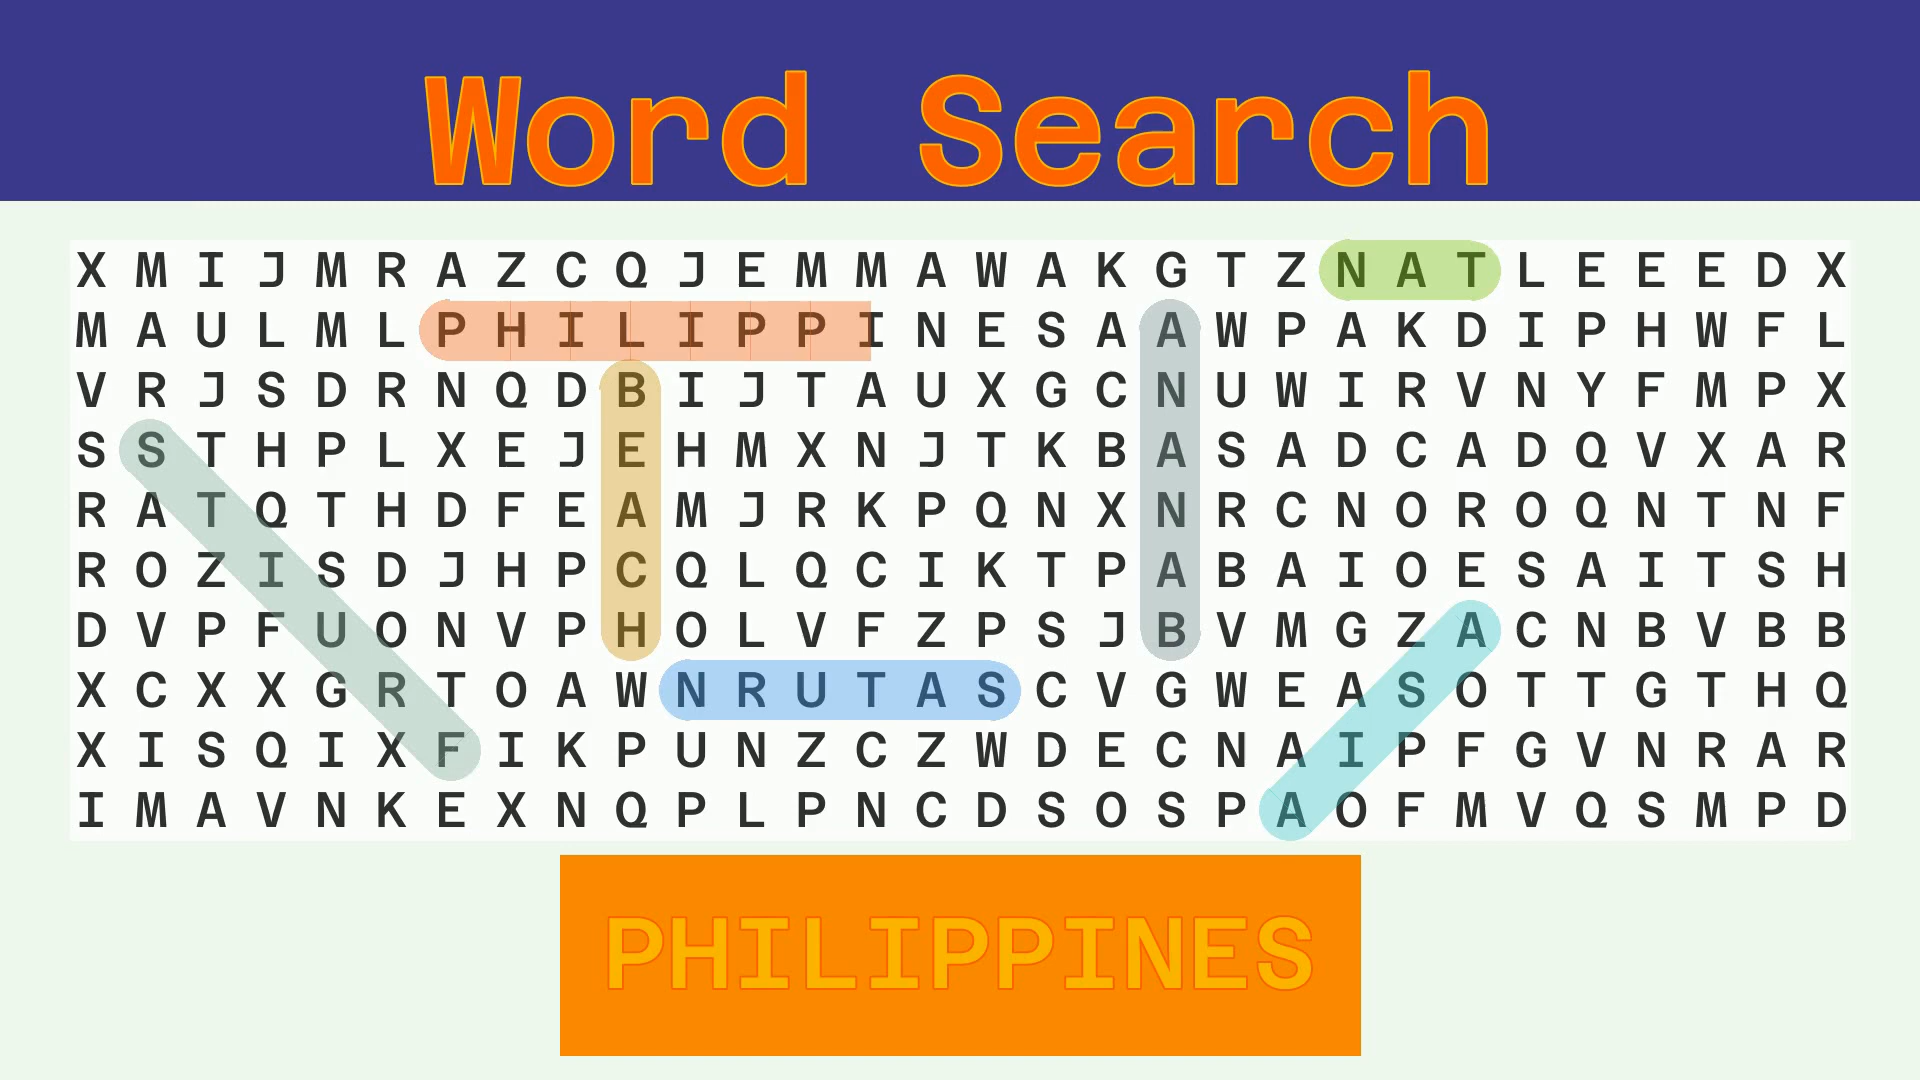 Word Search
X M I J M R A Z C Q J E M M A W A K G T Z N A T L E E E D X
M A U L M L P H I L I P P I N E S A A W P A K D I P H W F L
V R J S D R N Q D B I J T A U X G C N U W I R V N Y F M P X
S S T H P L X E J E H M X N J T K B A S A D C A D Q V X A R
R A T Q T H D F E A M J R K P Q N X N R C N O R O Q N T N F
R O Z I S D J H P C Q L Q C I K T P A B A I O E S A I T S H
D V P F U O N V P H O L V F Z P S J B V M G Z A C N B V B B
X C X X G R T O A W N R U T A S C V G W E A S O T T G T H Q
X I S Q I X F I K P U N Z C Z W D E C N A I P F G V N R A R
I M A V N K E X N Q P L P N C D S O S P A O F M V Q S M P D
PHILIPPINES